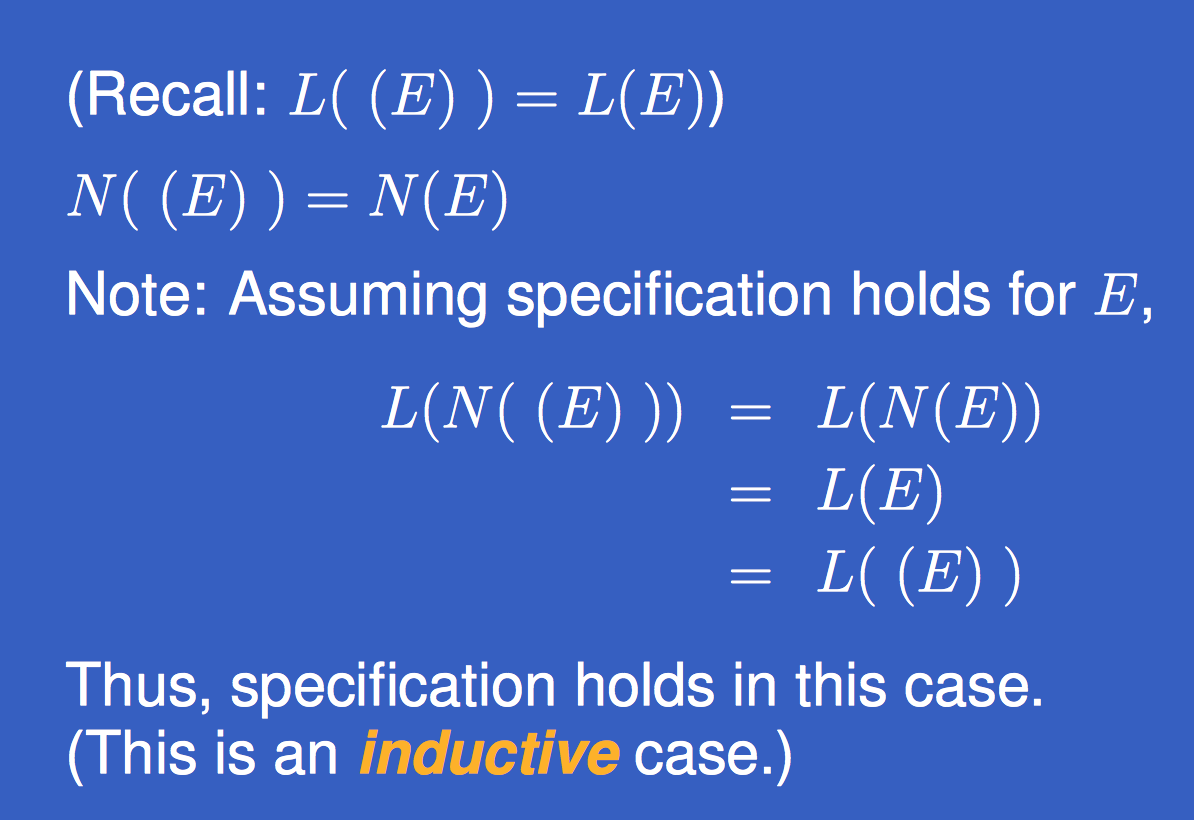 (Recall: L( (E) ) = L(E))
N( (E) ) = N(E)
Note: Assuming specification holds for E,
L(N( (E) )) = L(N(E))
= L(E)
= L( (E) )
Thus, specification holds in this case.
(This is an inductive case.)